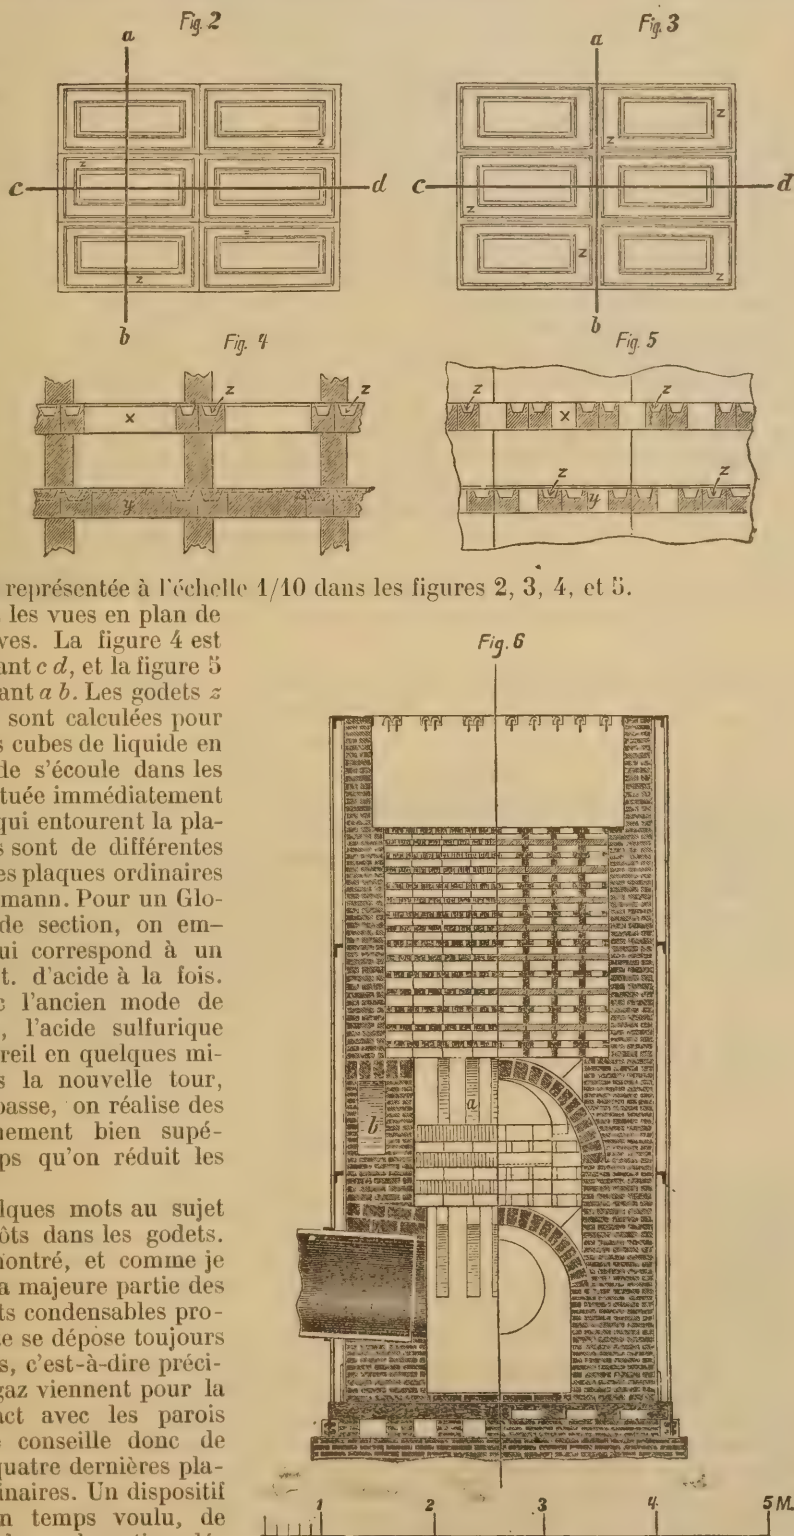 Fig. 2
Fig. 3
a
a
z
z
z
z
z
c
d
c
d
z
z
z
z
b
b
Fig. 4
Fig. 5
z
z
x
y
z
x
z
z
y
z
représentée à l'échelle 1/10 dans les figures 2, 3, 4, et 5.
les vues en plan de
ves. La figure 4 est
ant c d, et la figure 5
ant a b. Les godets z
sont calculées pour
s cubes de liquide en
de s'écoule dans les
tuée immédiatement
qui entourent la pla-
s sont de différentes
es plaques ordinaires
mann. Pour un Glo-
de section, on em-
ui correspond à un
t. d'acide à la fois.
c l'ancien mode de
, l'acide sulfurique
reil en quelques mi-
s la nouvelle tour,
passe, on réalise des
nement bien supé-
ps qu'on réduit les
lques mots au sujet
ôts dans les godets.
montré, et comme je
a majeure partie des
ts condensables pro-
te se dépose toujours
s, c'est-à-dire préci-
gaz viennent pour la
act avec les parois
conseille donc de
quatre dernières pla-
inaires. Un dispositif
n temps voulu, de
Fig. 6
b
a
1 2 3 4 5 M.